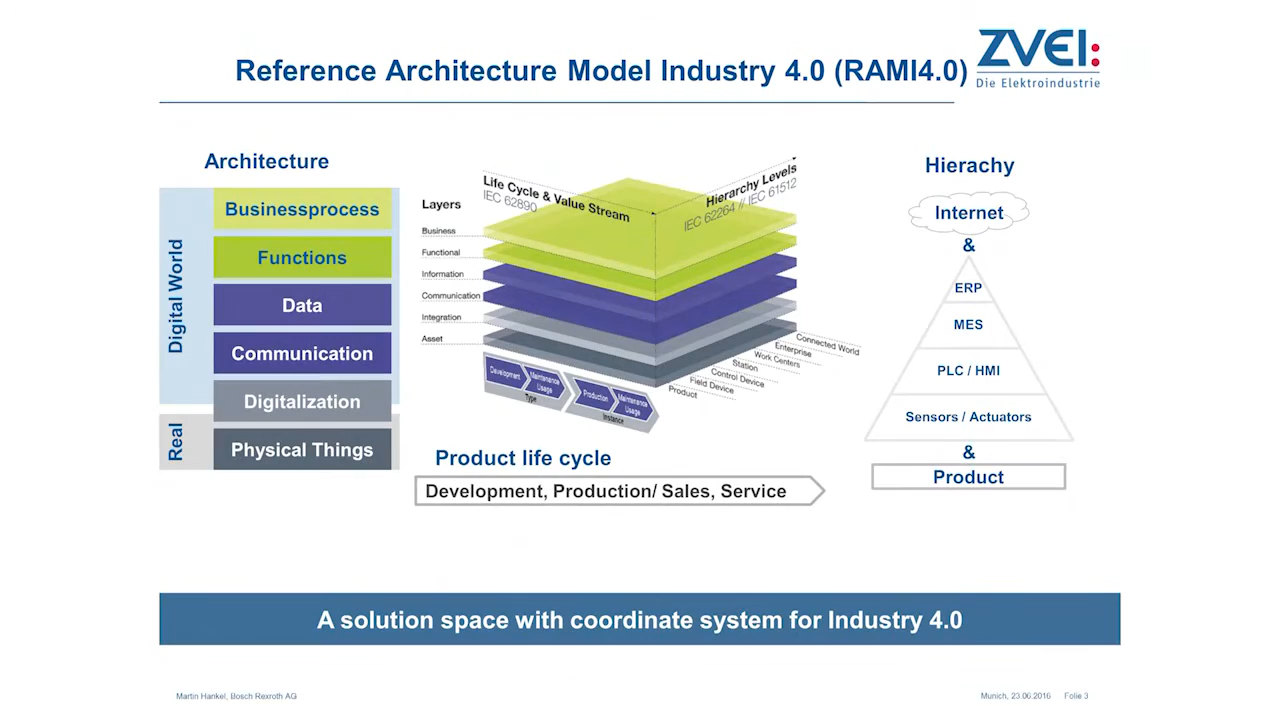 Reference Architecture Model Industry 4.0 (RAMI4.0)
ZVEI:
Die Elektroindustrie
Architecture
Digital World
Real
Businessprocess
Functions
Data
Communication
Digitalization
Physical Things
Layers
Business
Functional
Information
Communication
Integration
Asset
Life Cycle & Value Stream
IEC 62890
Hierarchy Levels
IEC 62264 // IEC 61512
Connected World
Enterprise
Work Centers
Station
Control Device
Field Device
Product
Development
Maintenance
Usage
Type
Production
Maintenance
Usage
Instance
Product life cycle
Development, Production/ Sales, Service
Hierachy
Internet
&
ERP
MES
PLC / HMI
Sensors / Actuators
&
Product
A solution space with coordinate system for Industry 4.0
Martin Hankel, Bosch Rexroth AG
Munich, 23.06.2016 Folie 3